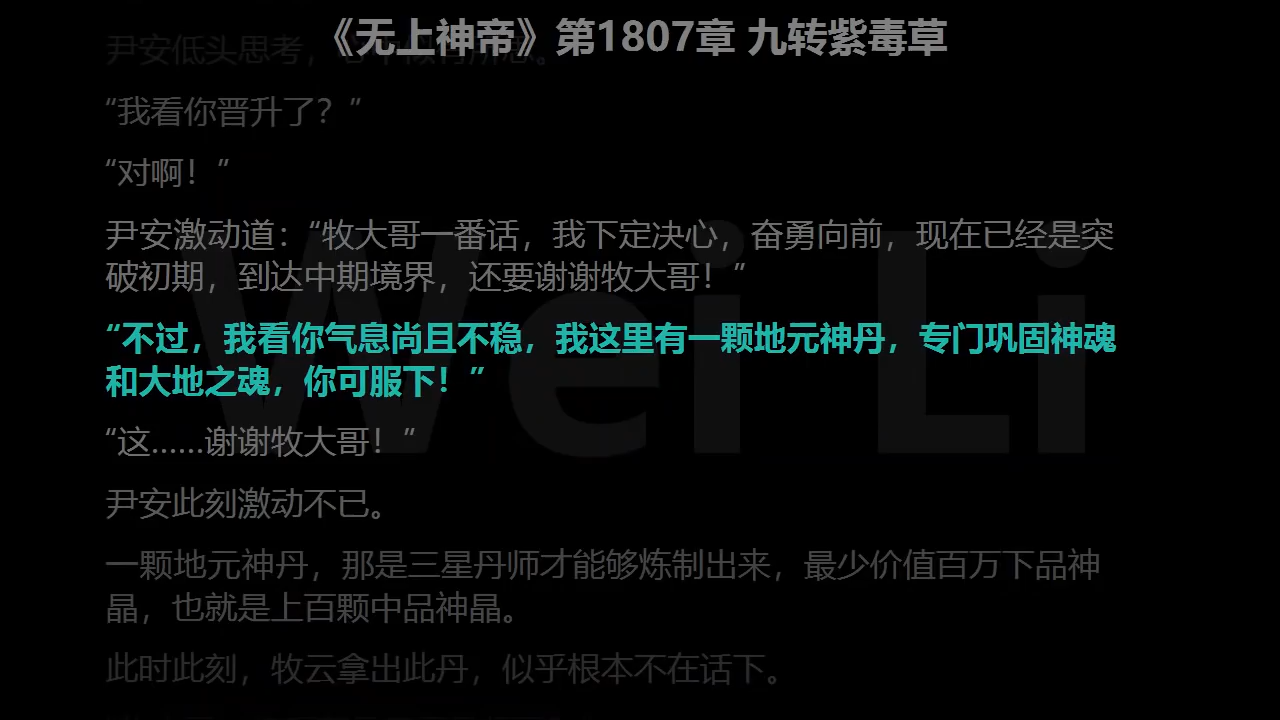 《无上神帝》第1807章 九转紫毒草
尹安低头思考，心中似有所思。
“我看你晋升了？”
“对啊！”
尹安激动道：“牧大哥一番话，我下定决心，奋勇向前，现在已经是突
破初期，到达中期境界，还要谢谢牧大哥！”
“不过，我看你气息尚且不稳，我这里有一颗地元神丹，专门巩固神魂
和大地之魂，你可服下！”
“这……谢谢牧大哥！”
尹安此刻激动不已。
一颗地元神丹，那是三星丹师才能够炼制出来，最少价值百万下品神
晶，也就是上百颗中品神晶。
此时此刻，牧云拿出此丹，似乎根本不在话下。
Wei Li